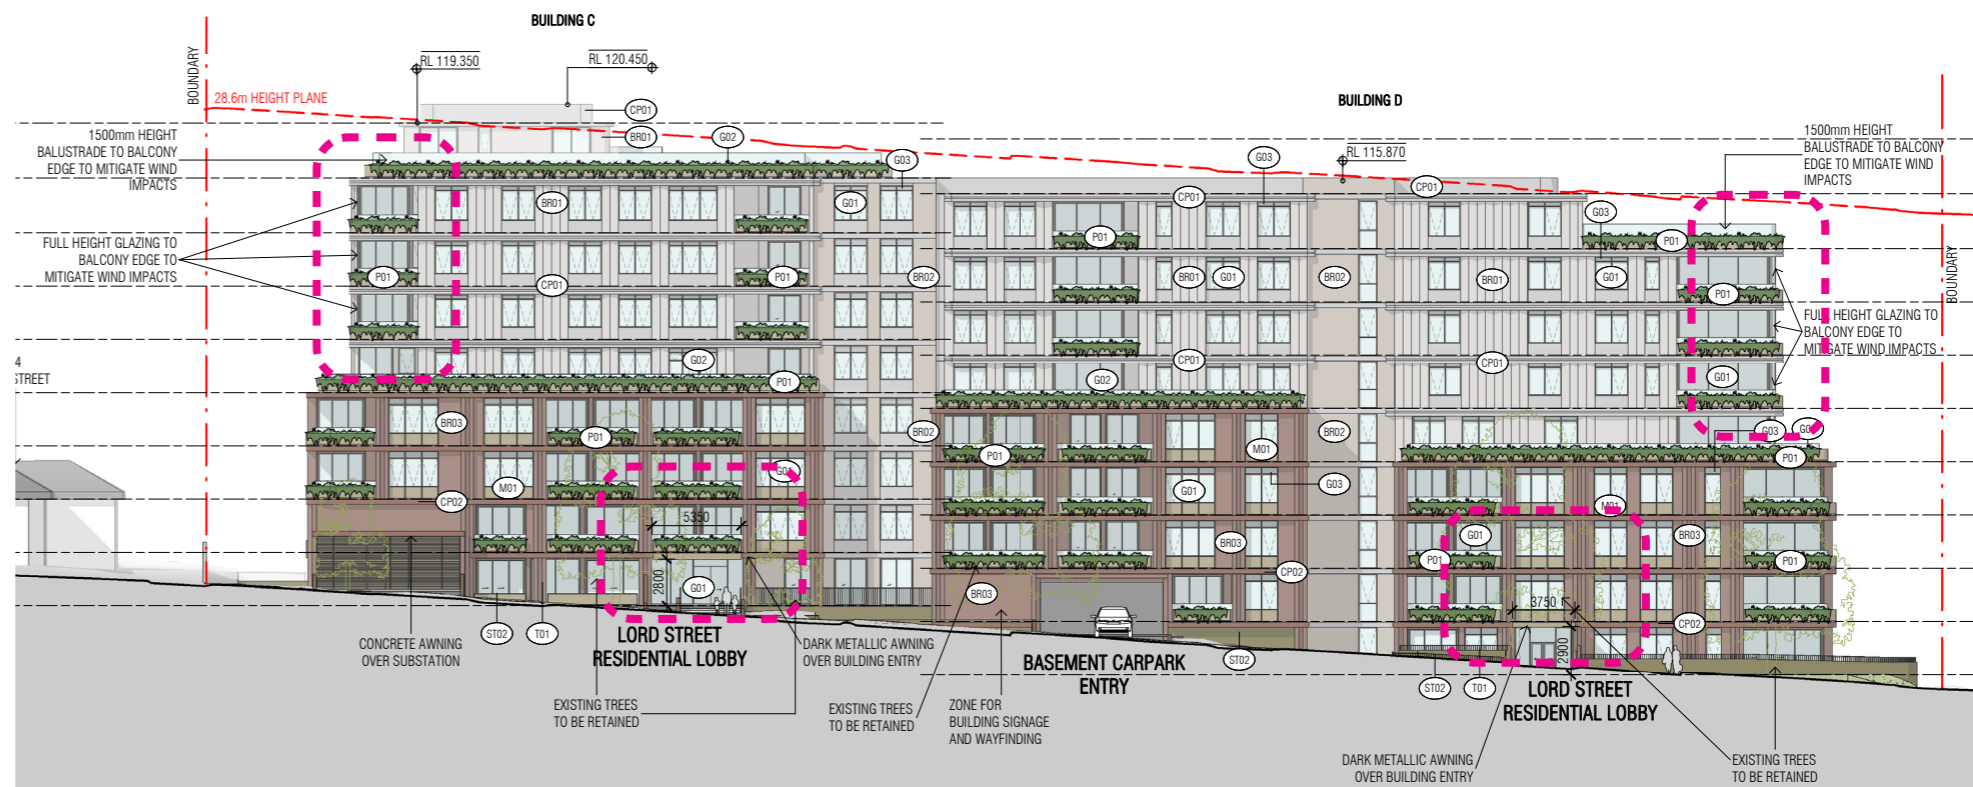 BUILDING C
BOUNDARY
RL 119.350
RL 120.450
28.6m HEIGHT PLANE
CP01
BUILDING D
1500mm HEIGHT
BALUSTRADE TO BALCONY
EDGE TO MITIGATE WIND
IMPACTS
BR01
G02
G03
G03
RL 115.870
1500mm HEIGHT
BALUSTRADE TO BALCONY
EDGE TO MITIGATE WIND
IMPACTS
BR01
G01
CP01
CP01
G03
FULL HEIGHT GLAZING TO
BALCONY EDGE TO
MITIGATE WIND IMPACTS
P01
P01
P01
P01
CP01
BR02
BR01
G01
BR02
BR01
G01
P01
BOUNDARY
FULL HEIGHT GLAZING TO
BALCONY EDGE TO
MITIGATE WIND IMPACTS
4
STREET
G02
P01
CP01
G02
CP01
G01
BR03
P01
BR02
P01
M01
BR02
G03
P01
G01
M01
CP02
G01
G03
M01
5350
BR03
G01
BR03
P01
P01
2800
G01
BR03
CP02
3750
CP02
CONCRETE AWNING
OVER SUBSTATION
ST02
T01
LORD STREET
RESIDENTIAL LOBBY
DARK METALLIC AWNING
OVER BUILDING ENTRY
BASEMENT CARPARK
ENTRY
ST02
2900
ST02
T01
LORD STREET
RESIDENTIAL LOBBY
EXISTING TREES
TO BE RETAINED
EXISTING TREES
TO BE RETAINED
ZONE FOR
BUILDING SIGNAGE
AND WAYFINDING
DARK METALLIC AWNING
OVER BUILDING ENTRY
EXISTING TREES
TO BE RETAINED